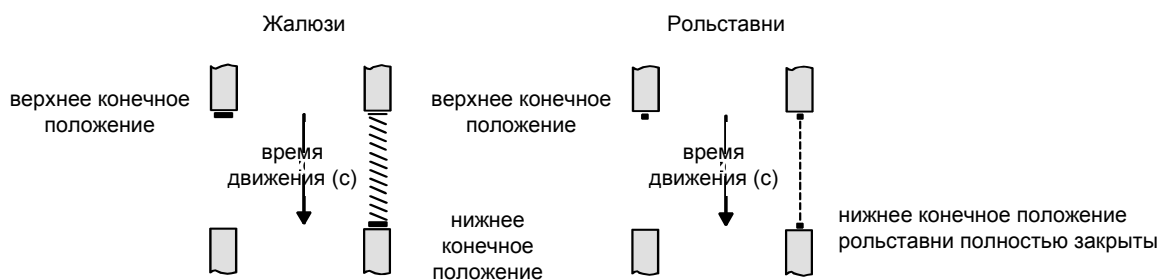 Жалюзи
верхнее конечное
положение
время
движения (с)
нижнее
конечное
положение
Рольставни
верхнее конечное
положение
время
движения (с)
нижнее конечное положение
рольставни полностью закрыты